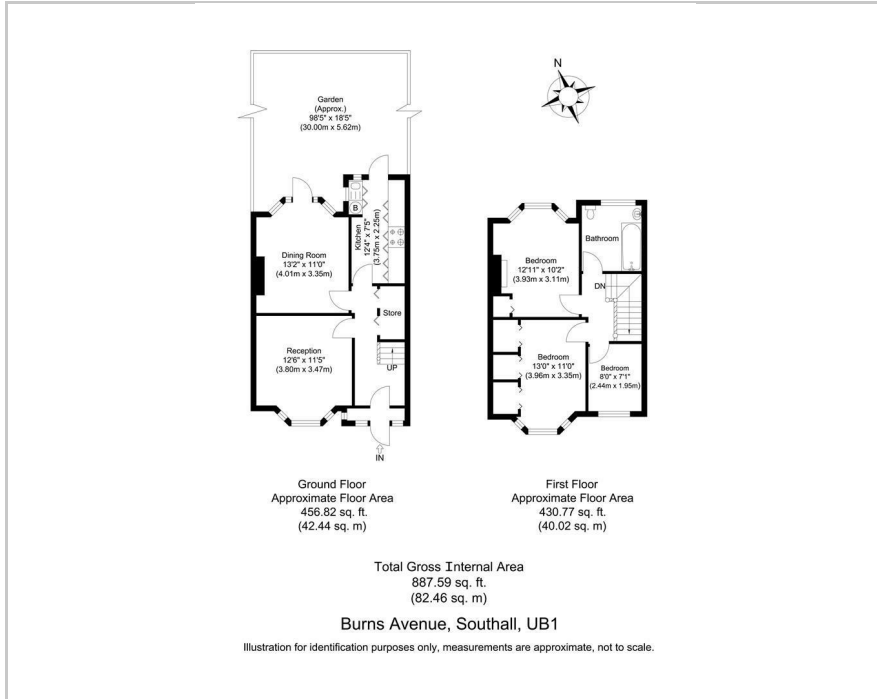 N
Garden
(Approx.)
98'5" x 18'5"
(30.00m x 5.62m)
B
Kitchen
12'4" x 7'5"
(3.75m x 2.25m)
Dining Room
13'2" x 11'0"
(4.01m x 3.35m)
Store
Reception
12'6" x 11'5"
(3.80m x 3.47m)
UP
IN
Bathroom
Bedroom
12'11" x 10'2"
(3.93m x 3.11m)
DN
Bedroom
13'0" x 11'0"
(3.96m x 3.35m)
Bedroom
8'0" x 7'1"
(2.44m x 1.95m)
Ground Floor
Approximate Floor Area
456.82 sq. ft.
(42.44 sq. m)
First Floor
Approximate Floor Area
430.77 sq. ft.
(40.02 sq. m)
Total Gross Internal Area
887.59 sq. ft.
(82.46 sq. m)
Burns Avenue, Southall, UB1
Illustration for identification purposes only, measurements are approximate, not to scale.